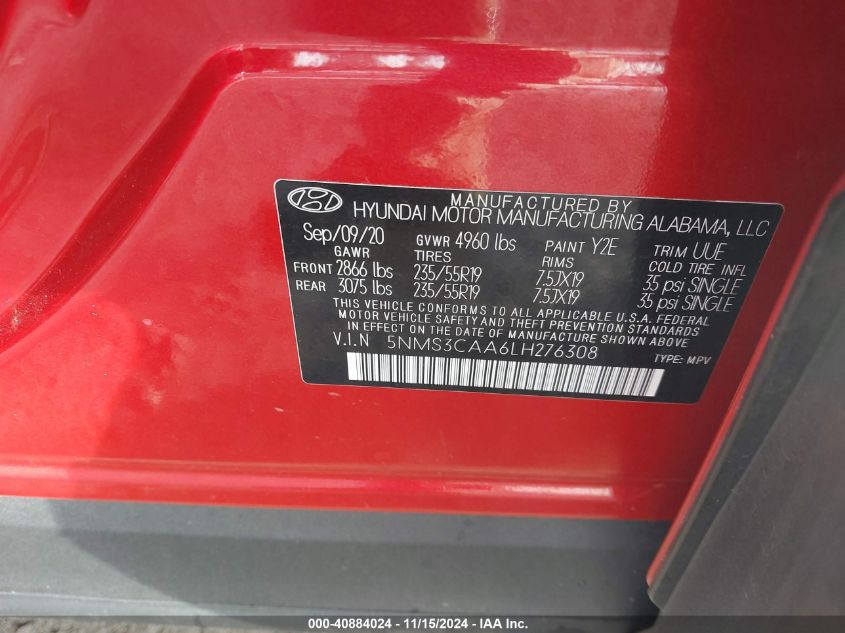 MANUFACTURED BY
HYUNDAI MOTOR MANUFACTURING ALABAMA, LLC
Sep/09/20 GVWR 4960 lbs PAINT Y2E TRIM UUE
GAWR TIRES RIMS COLD TIRE INFL
FRONT 2866 lbs 235/55R19 7.5JX19 35 psi SINGLE
REAR 3075 lbs 235/55R19 7.5JX19 35 psi SINGLE
THIS VEHICLE CONFORMS TO ALL APPLICABLE U.S.A. FEDERAL
MOTOR VEHICLE SAFETY AND THEFT PREVENTION STANDARDS
IN EFFECT ON THE DATE OF MANUFACTURE SHOWN ABOVE.
V.I.N 5NMS3CAA6LH276308
TYPE: MPV
000-40884024 - 11/15/2024 - IAA Inc.